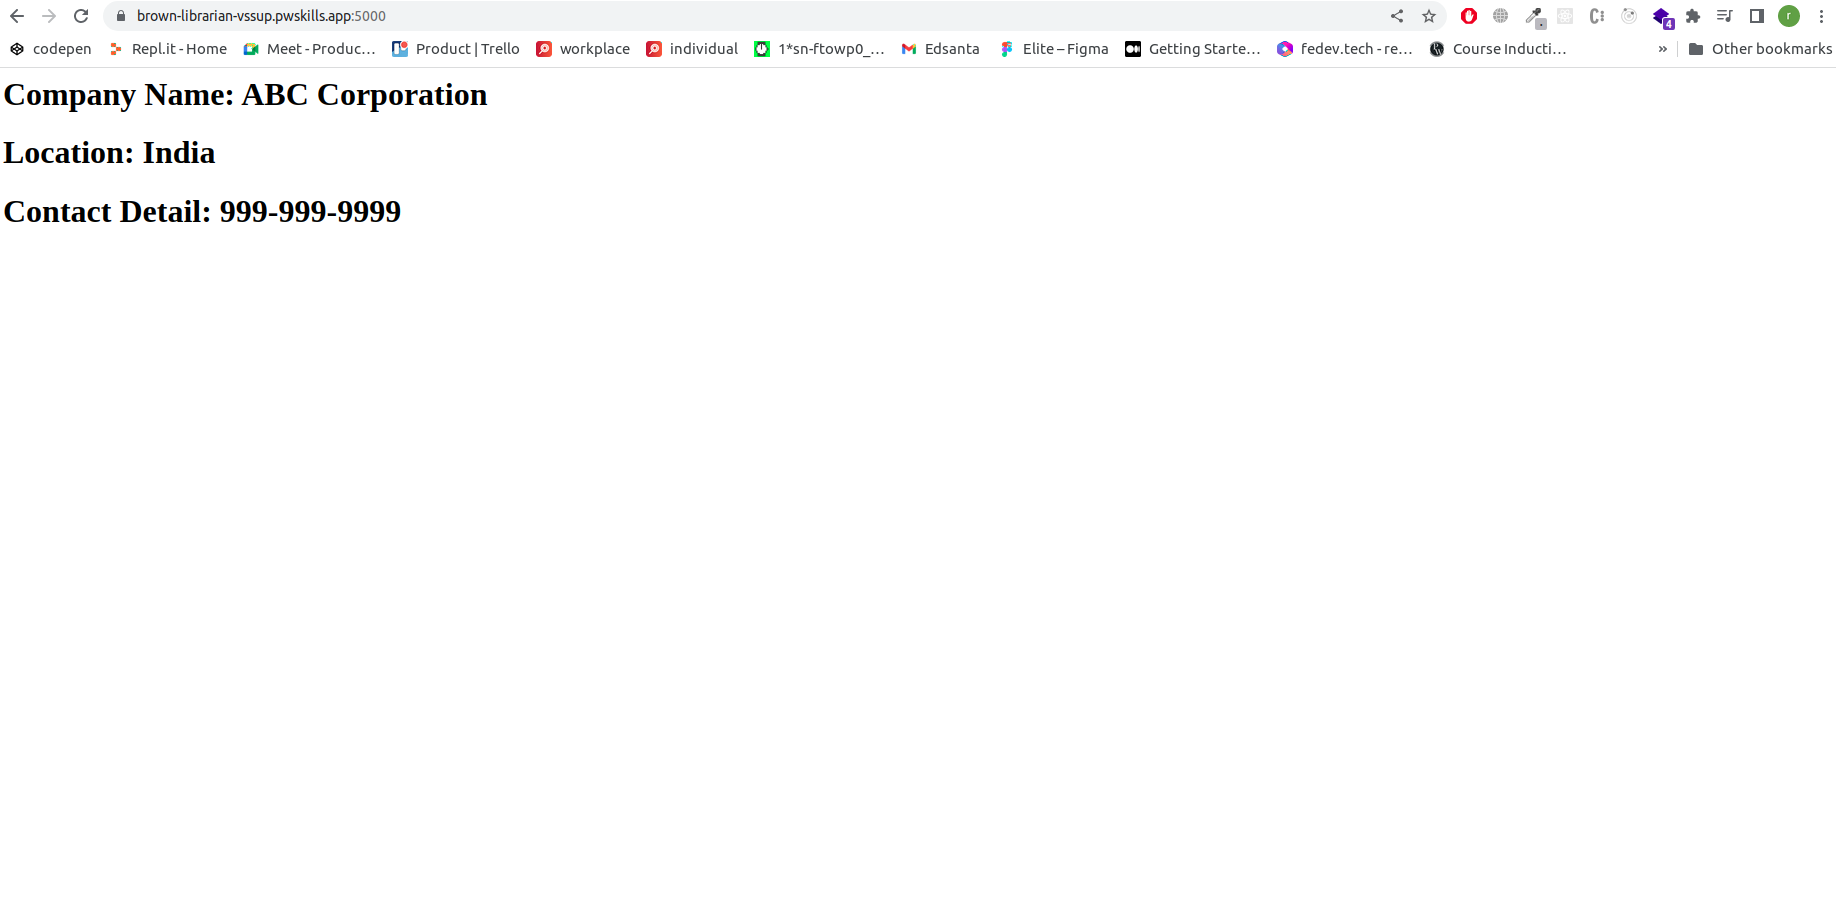 brown-librarian-vssup.pwskills.app:5000
4
r
codepen Repl.it - Home Meet - Produc... Product | Trello workplace individual 1*sn-ftowp0_... Edsanta Elite – Figma Getting Starte... fedev.tech - re... Course Inducti... » Other bookmarks
Company Name: ABC Corporation
Location: India
Contact Detail: 999-999-9999